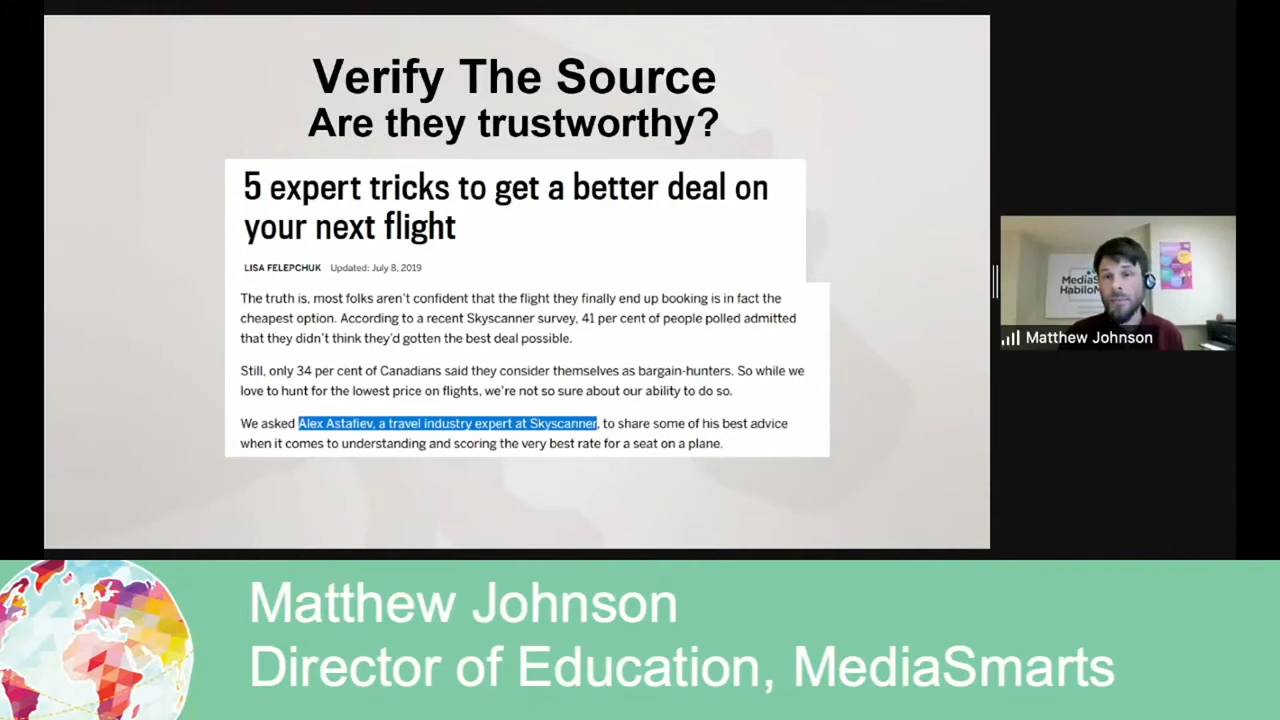 Verify The Source
Are they trustworthy?
5 expert tricks to get a better deal on
your next flight
LISA FELEPCHUK Updated: July 8, 2019
The truth is, most folks aren't confident that the flight they finally end up booking is in fact the
cheapest option. According to a recent Skyscanner survey, 41 per cent of people polled admitted
that they didn't think they'd gotten the best deal possible.
Still, only 34 per cent of Canadians said they consider themselves as bargain-hunters. So while we
love to hunt for the lowest price on flights, we're not so sure about our ability to do so.
We asked Alex Astafiev, a travel industry expert at Skyscanner, to share some of his best advice
when it comes to understanding and scoring the very best rate for a seat on a plane.
Matthew Johnson
Matthew Johnson
Director of Education, MediaSmarts